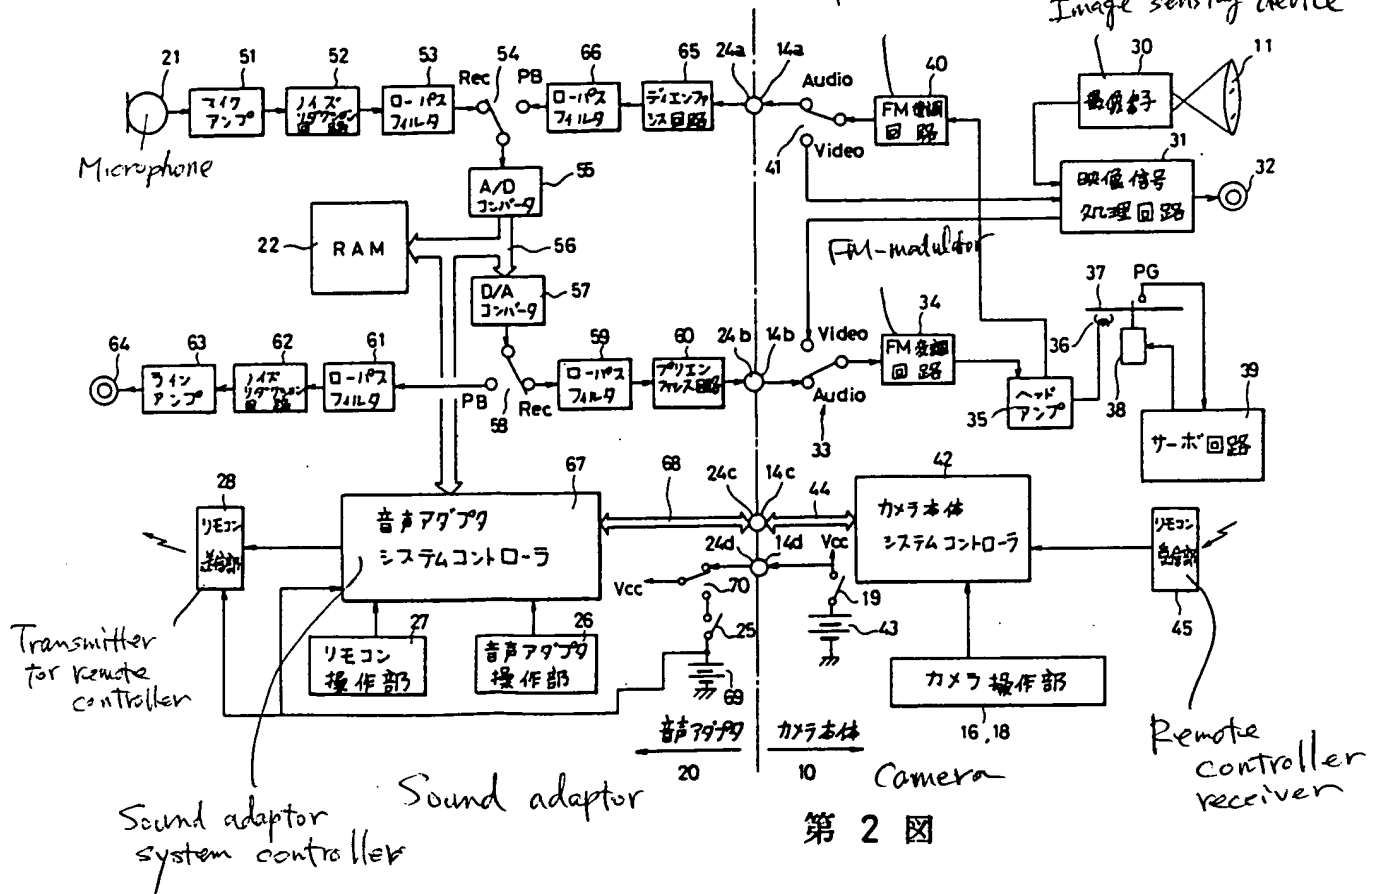 Image sensing device
21
51
52
53
54
Rec
PB
66
65
24a
14a
Audio
40
30
11
マイク
アンプ
ノイズ
リダクション
回路
ローパス
フィルタ
ローパス
フィルタ
ディエンファ
シス回路
FM復調
回路
撮像素子
Microphone
41
Video
31
映像信号
処理回路
32
55
A/D
コンバータ
22
RAM
56
FM-modulator
D/A
コンバータ
57
37
PG
64
63
62
61
59
60
24b
14b
Video
34
36
ライン
アンプ
ノイズ
リダクション
回路
ローパス
フィルタ
PB
58
Rec
ローパス
フィルタ
プリエン
ファシス回路
Audio
33
FM変調
回路
35
ヘッド
アンプ
38
39
サーボ回路
28
リモコン
送信部
67
音声アダプタ
システムコントローラ
68
24c
14c
44
42
カメラ本体
システムコントローラ
24d
14d
Vcc
Vcc
70
19
25
43
69
リモコン
受信部
45
27
リモコン
操作部
26
音声アダプタ
操作部
カメラ操作部
16,18
Transmitter
for remote
controller
音声アダプタ
20
カメラ本体
10
Camera
Remote
controller
receiver
Sound adaptor
Sound adaptor
system controller
第 2 図